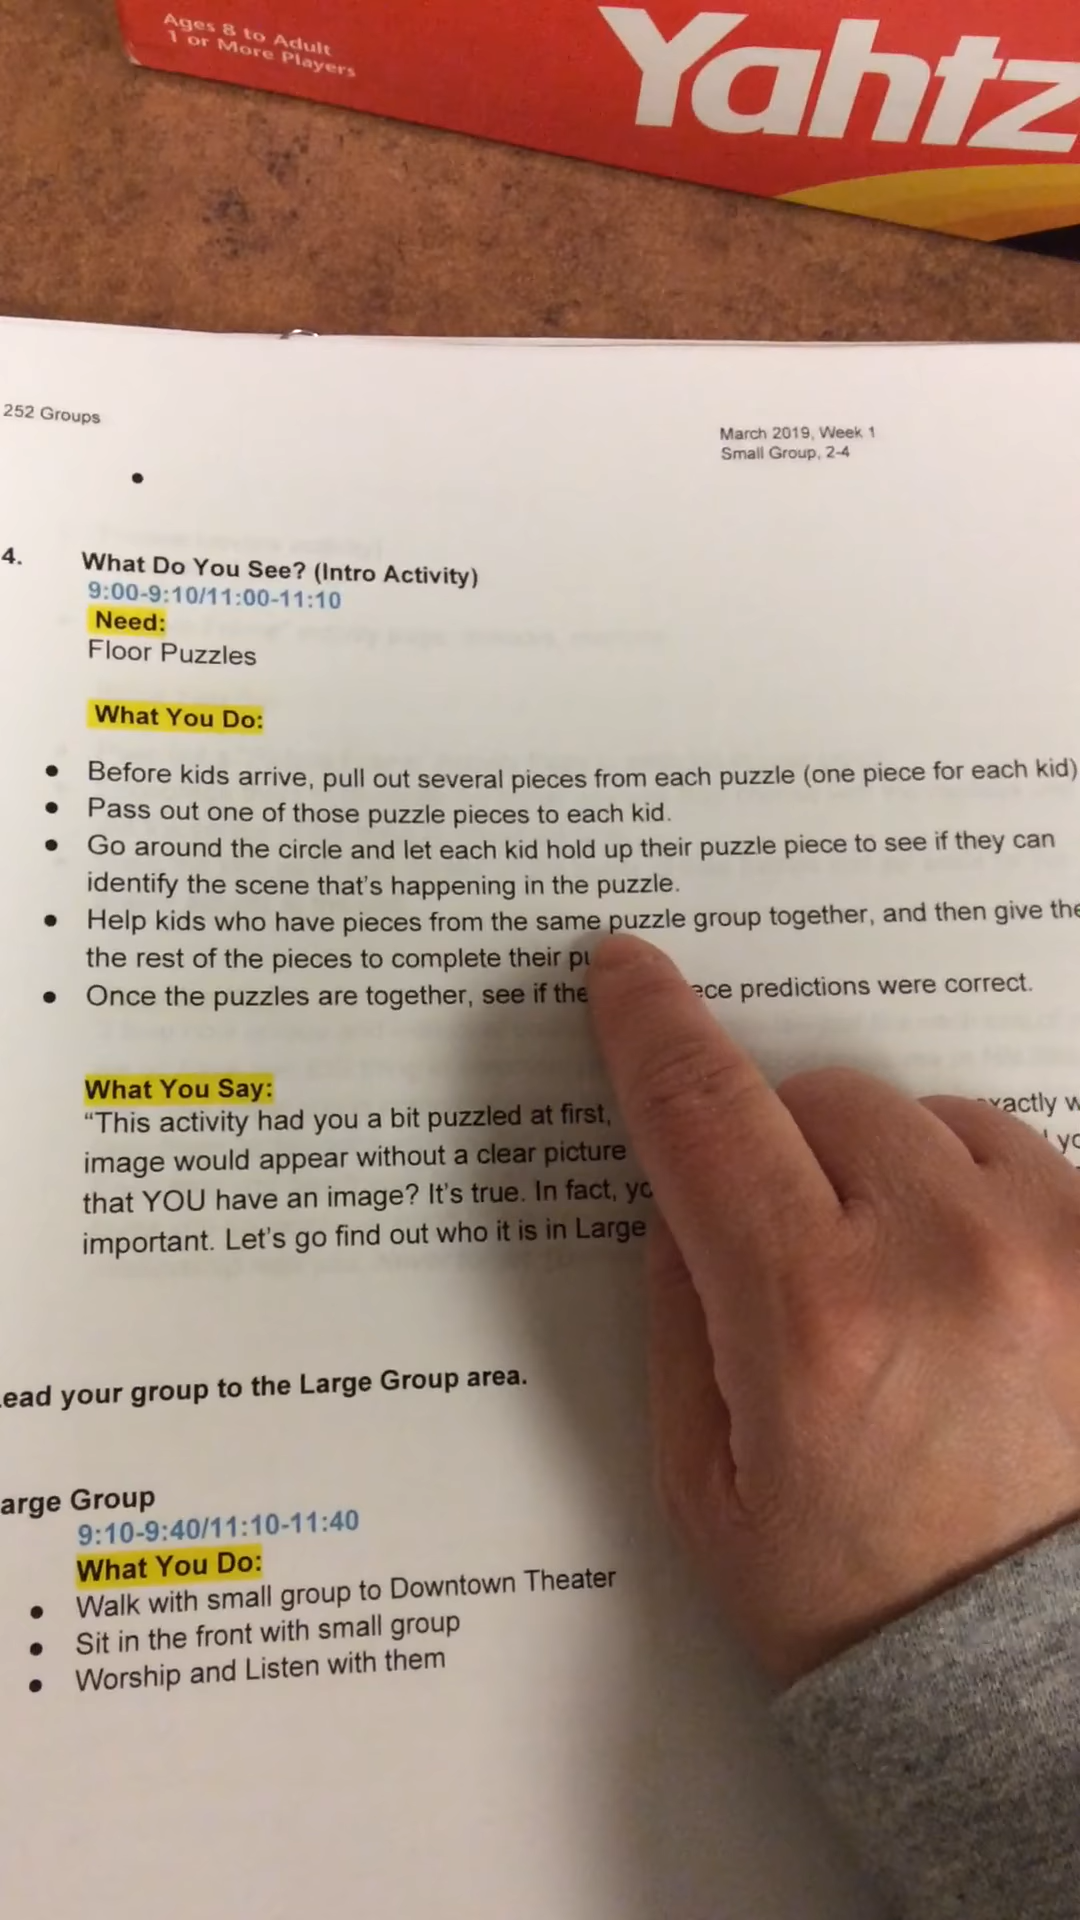 Ages 8 to Adult
1 or More Players
Yahtz
252 Groups
March 2019, Week 1
Small Group, 2-4
4. What Do You See? (Intro Activity)
9:00-9:10/11:00-11:10
Need:
Floor Puzzles
What You Do:
• Before kids arrive, pull out several pieces from each puzzle (one piece for each kid)
• Pass out one of those puzzle pieces to each kid.
• Go around the circle and let each kid hold up their puzzle piece to see if they can
identify the scene that's happening in the puzzle.
• Help kids who have pieces from the same puzzle group together, and then give the
the rest of the pieces to complete their
• Once the puzzles are together, see if predictions were correct.
What You Say:
“This activity had you a bit puzzled at first,
image would appear without a clear picture
that YOU have an image? It's true. In fact,
important. Let's go find out who it is in Large
ead your group to the Large Group area.
arge Group
9:10-9:40/11:10-11:40
What You Do:
• Walk with small group to Downtown Theater
• Sit in the front with small group
• Worship and Listen with them